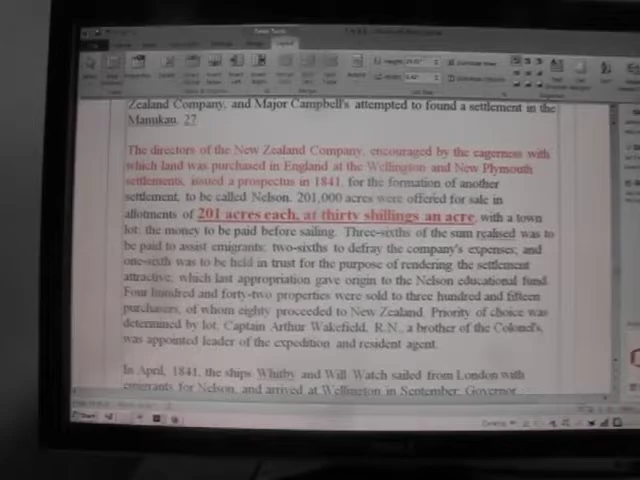 Layout
Zealand Company, and Major Campbell's attempted to found a settlement in the
Manukau. 27
The directors of the New Zealand Company, encouraged by the eagerness with
which land was purchased in England at the Wellington and New Plymouth
settlements, issued a prospectus in 1841, for the formation of another
settlement, to be called Nelson. 201,000 acres were offered for sale in
allotments of 201 acres each, at thirty shillings an acre, with a town
lot; the money to be paid before sailing. Three-sixths of the sum realised was to
be paid to assist emigrants; two-sixths to defray the company's expenses; and
one-sixth was to be held in trust for the purpose of rendering the settlement
attractive, which last appropriation gave origin to the Nelson educational fund.
Four hundred and forty-two properties were sold to three hundred and fifteen
purchasers, of whom eighty proceeded to New Zealand. Priority of choice was
determined by lot. Captain Arthur Wakefield, R.N., a brother of the Colonel's,
was appointed leader of the expedition and resident agent.
In April, 1841, the ships Whitby and Will Watch sailed from London with
emigrants for Nelson, and arrived at Wellington in September. Governor
Start